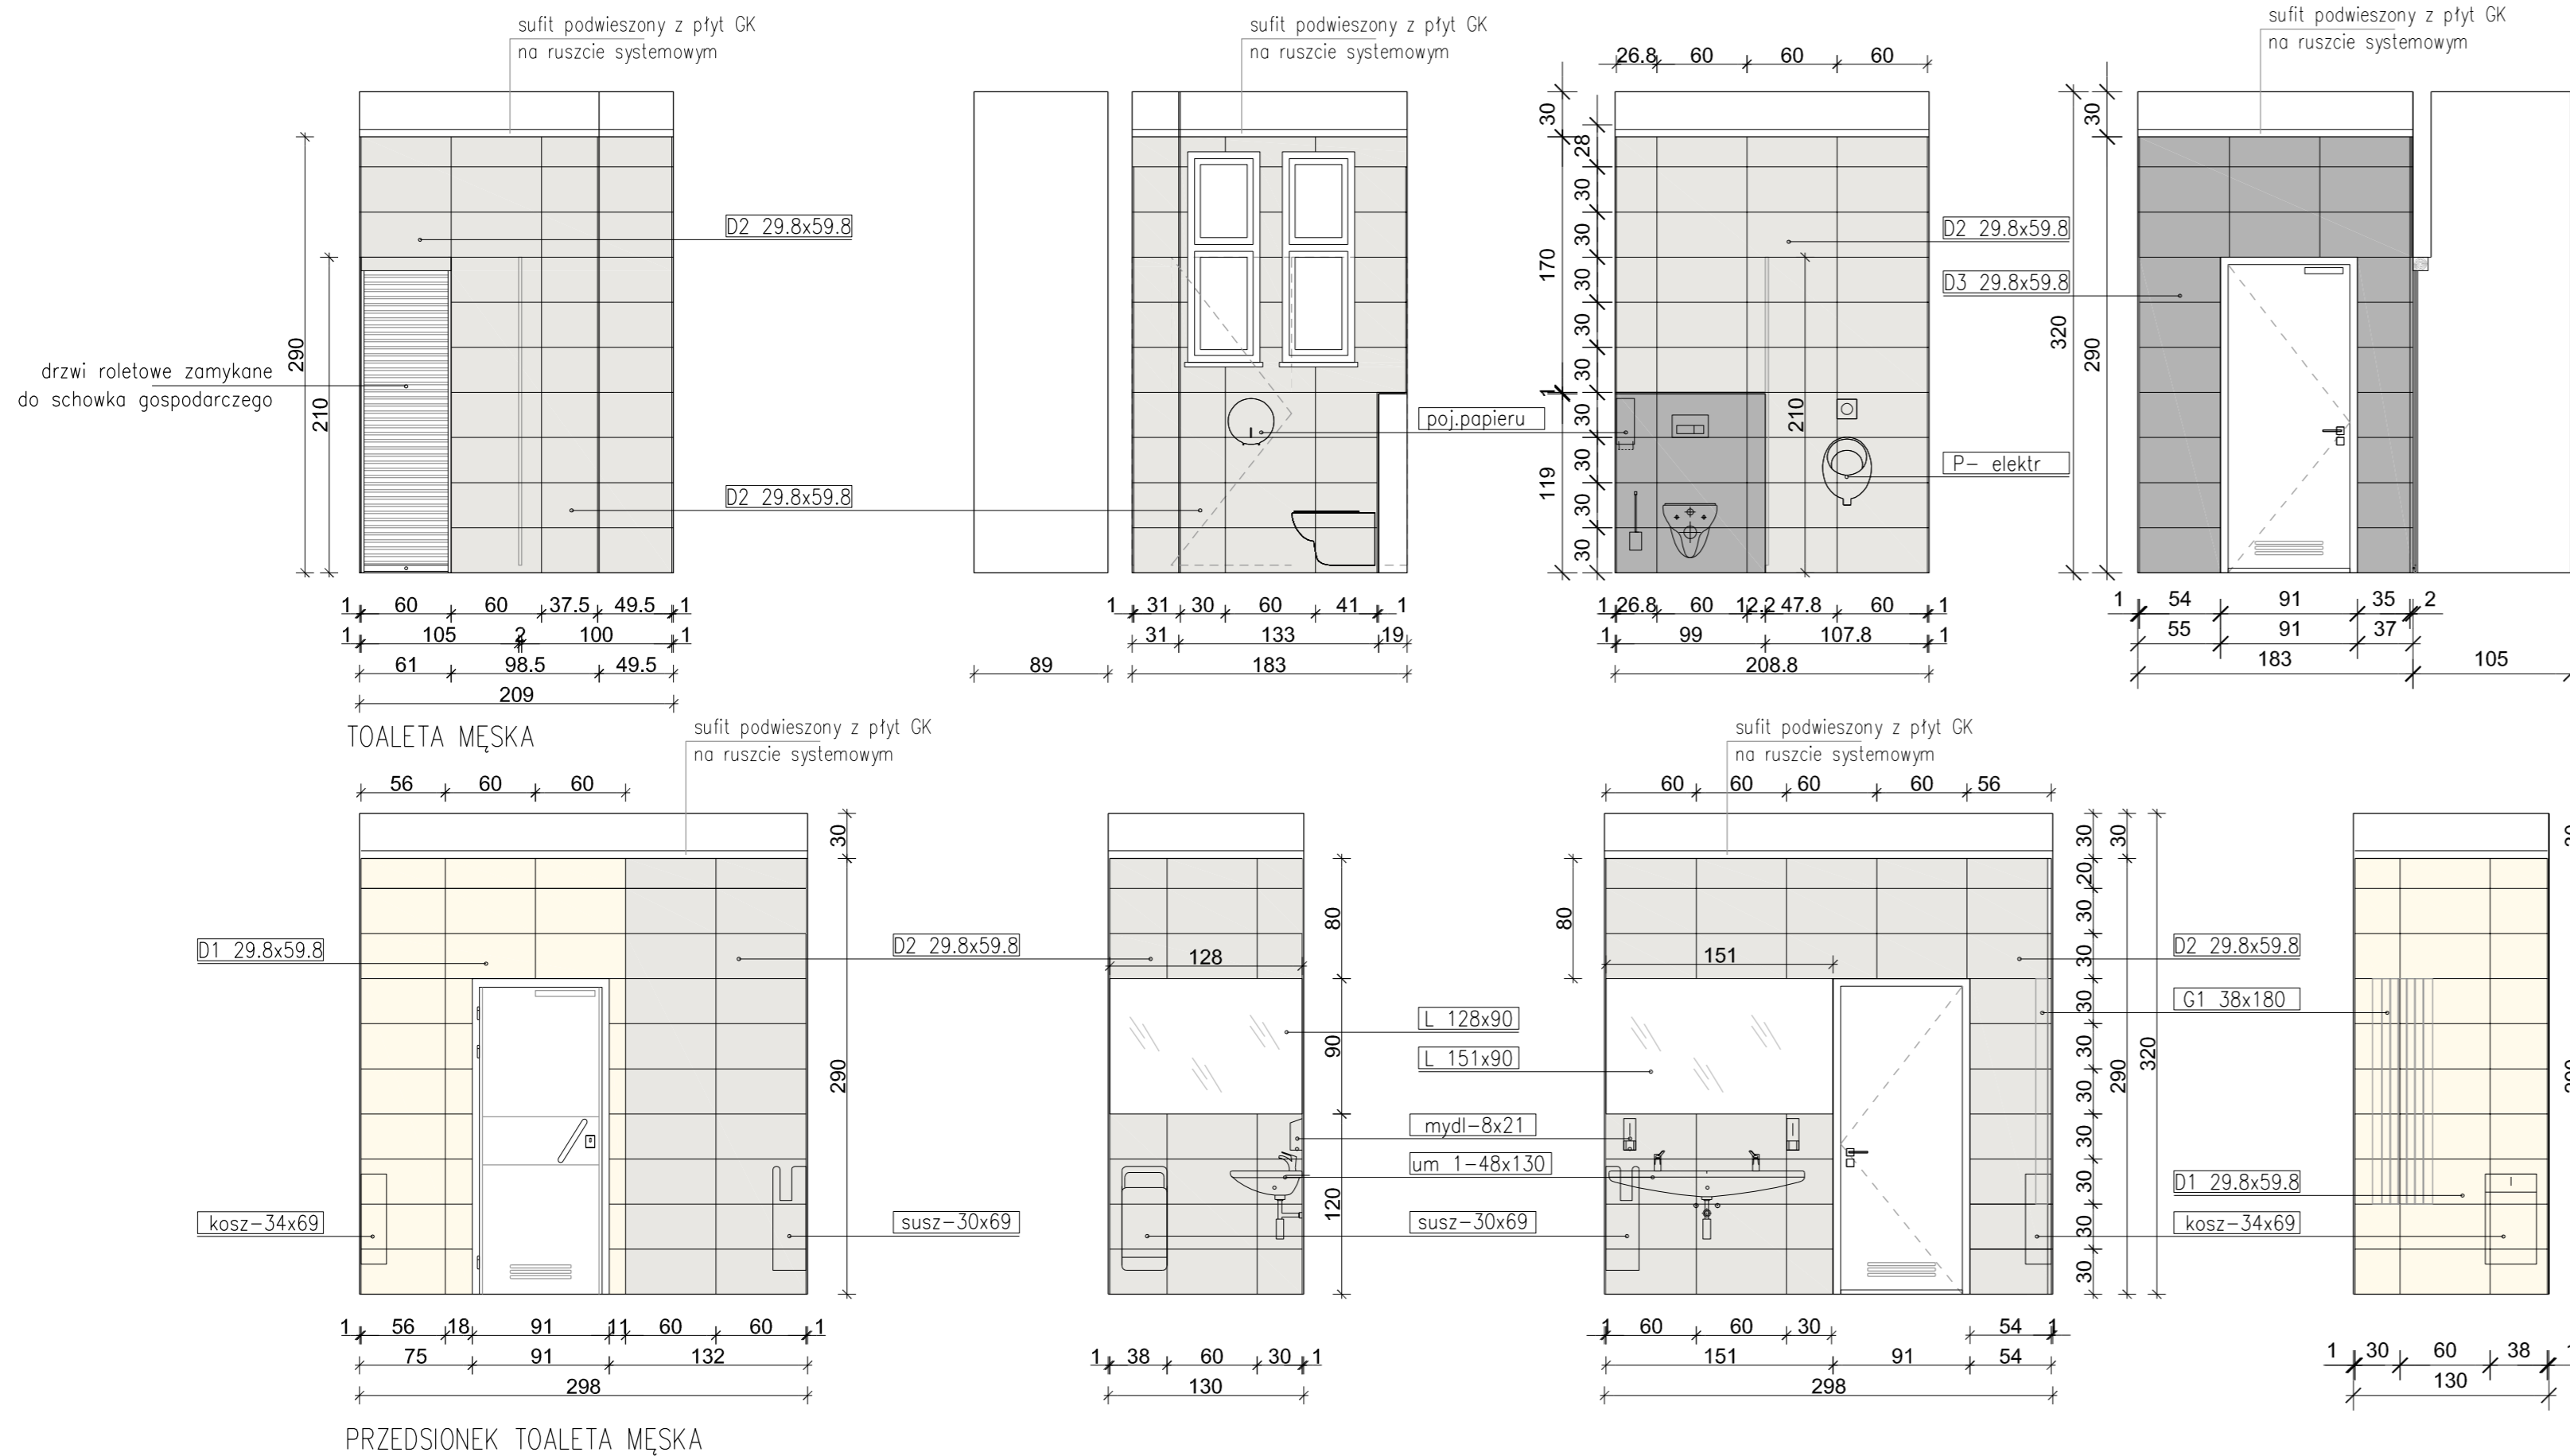 sufit podwieszony z płyt GK
na ruszcie systemowym
sufit podwieszony z płyt GK
na ruszcie systemowym
sufit podwieszony z płyt GK
na ruszcie systemowym
26.8 60 60 60
30
28
30
30
30
30
30
30
30
30
30
170
1
119
210
320
30
290
290
210
D2 29.8x59.8
D2 29.8x59.8
D3 29.8x59.8
drzwi roletowe zamykane
do schowka gospodarczego
poj.papieru
P- elektr
D2 29.8x59.8
1 60 60 37.5 49.5 1
1 105 2 100 1
61 98.5 49.5
209
89
1 31 30 60 41 1
31 133 19
183
1 26.8 60 12.2 47.8 60 1
1 99 107.8 1
208.8
1 54 91 35 2
55 91 37
183 105
TOALETA MĘSKA
sufit podwieszony z płyt GK
na ruszcie systemowym
sufit podwieszony z płyt GK
na ruszcie systemowym
56 60 60
60 60 60 60 56
30
290
80
90
120
128
80
151
30
20
30
30
30
30
30
30
30
30
30
30
290
320
D1 29.8x59.8
D2 29.8x59.8
D2 29.8x59.8
G1 38x180
L 128x90
L 151x90
mydl-8x21
um 1-48x130
D1 29.8x59.8
kosz-34x69
susz-30x69
susz-30x69
kosz-34x69
1 56 18 91 11 60 60 1
75 91 132
298
1 38 60 30 1
130
1 60 60 30 54 1
151 91 54
298
1 30 60 38 1
130
PRZEDSIONEK TOALETA MĘSKA